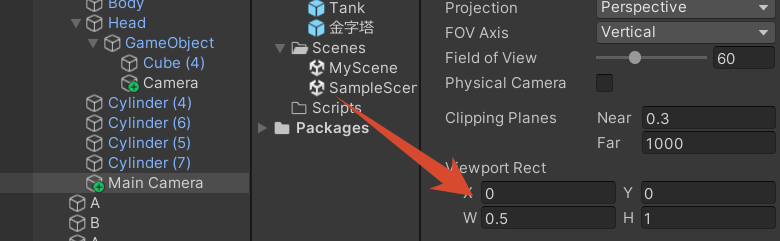 Body
Head
GameObject
Cube (4)
Camera
Cylinder (4)
Cylinder (6)
Cylinder (5)
Cylinder (7)
Main Camera
A
B
Tank
金字塔
Scenes
MyScene
SampleScen
Scripts
Packages
Projection Perspective
FOV Axis Vertical
Field of View 60
Physical Camera
Clipping Planes Near 0.3
Far 1000
Viewport Rect
X 0 Y 0
W 0.5 H 1